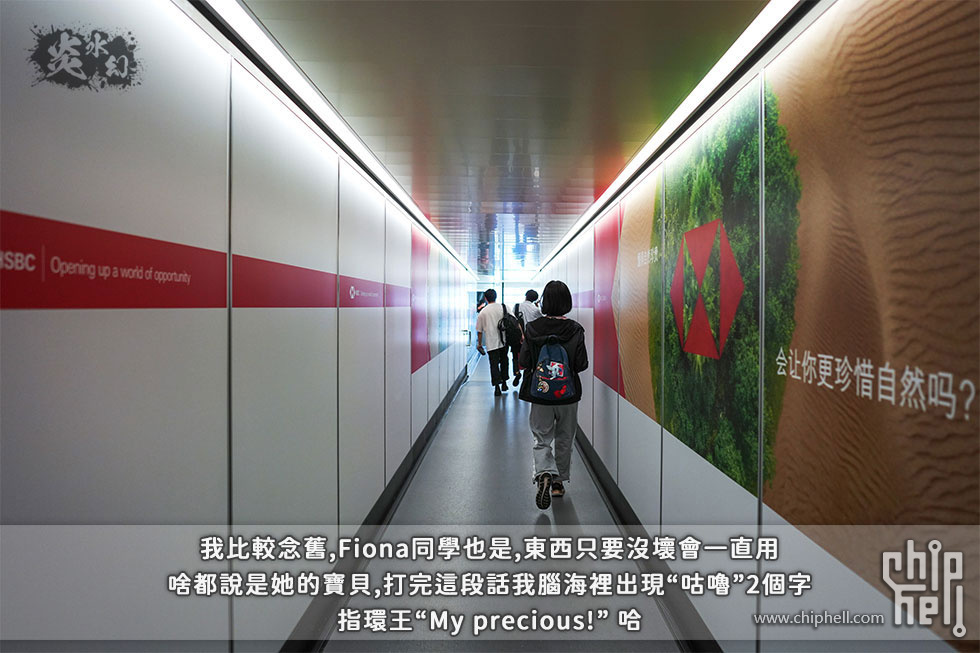 炎水幻
HSBC | Opening up a world of opportunity
会让你更珍惜自然吗?
我比較念舊,Fiona同學也是,東西只要沒壞會一直用
啥都說是她的寶貝,打完這段話我腦海裡出現“咕嚕”2個字
指環王“My precious!” 哈
chip hell
www.chiphell.com